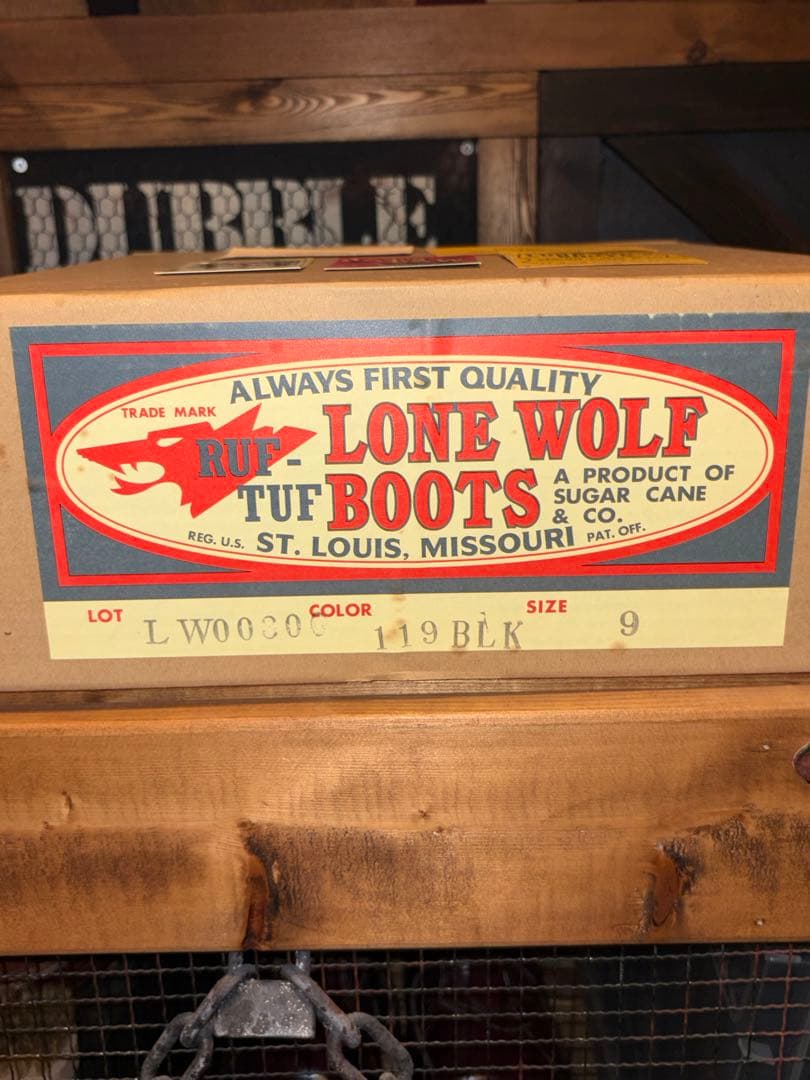 DUBBLE
ALWAYS FIRST QUALITY
TRADE MARK
RUF-
TUF
LONE WOLF
BOOTS
A PRODUCT OF
SUGAR CANE
& CO.
REG. U.S. ST. LOUIS, MISSOURI PAT. OFF.
LOT COLOR 119 BLK SIZE 9